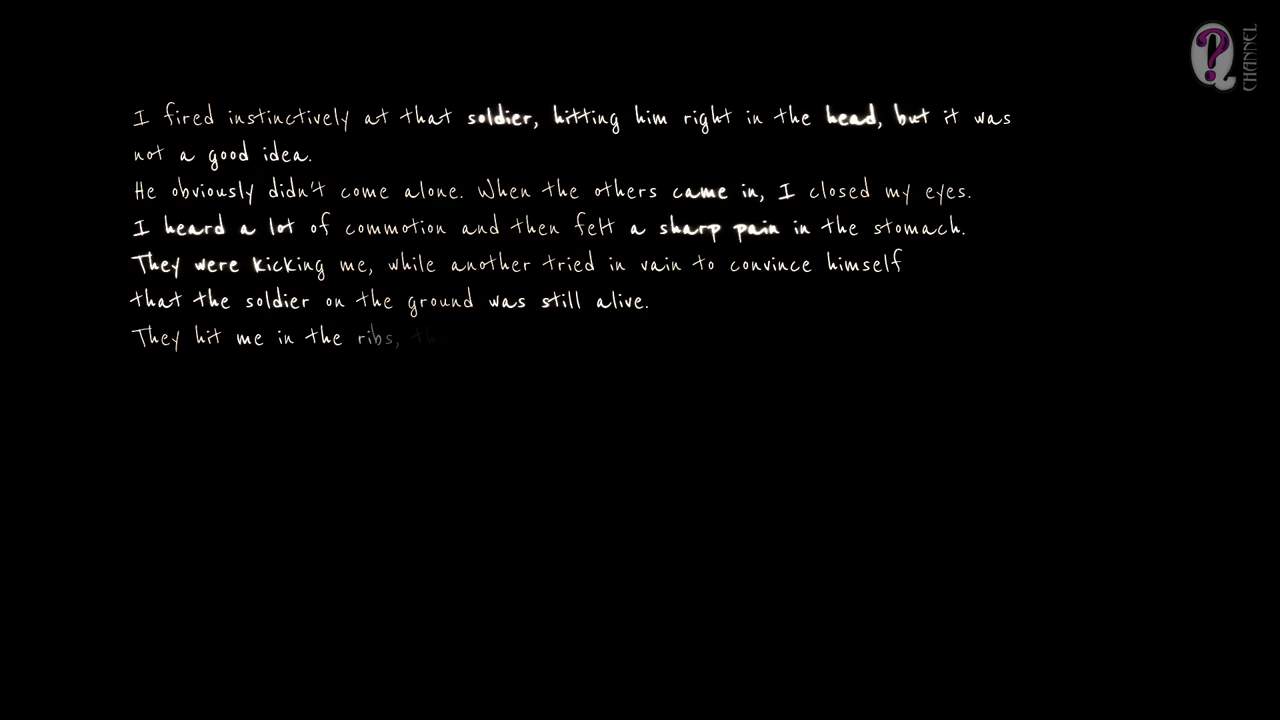 I fired instinctively at that soldier, hitting him right in the head, but it was
not a good idea.
He obviously didn't come alone. When the others came in, I closed my eyes.
I heard a lot of commotion and then felt a sharp pain in the stomach.
They were kicking me, while another tried in vain to convince himself
that the soldier on the ground was still alive.
They hit me in the ribs,
?
Q CHANNEL